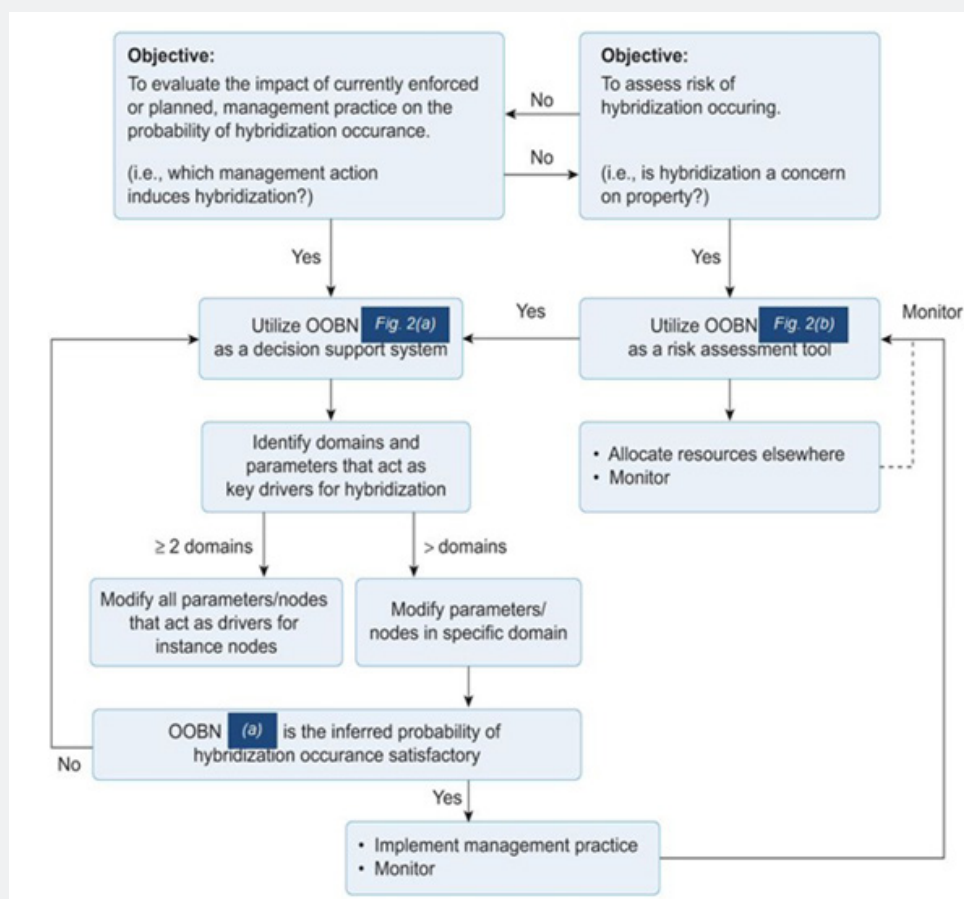 Objective:
To evaluate the impact of currently enforced
or planned, management practice on the
probability of hybridization occurance.
(i.e., which management action
induces hybridization?)
No
No
Objective:
To assess risk of
hybridization occuring.
(i.e., is hybridization a concern
on property?)
Yes
Yes
Utilize OOBN Fig. 2(a)
as a decision support system
Yes
Utilize OOBN Fig. 2(b)
as a risk assessment tool
Monitor
Identify domains and
parameters that act as
key drivers for hybridization
• Allocate resources elsewhere
• Monitor
≥ 2 domains
> domains
Modify all parameters/nodes
that act as drivers for
instance nodes
Modify parameters/
nodes in specific domain
OOBN (a) is the inferred probability of
hybridization occurance satisfactory
No
Yes
• Implement management practice
• Monitor